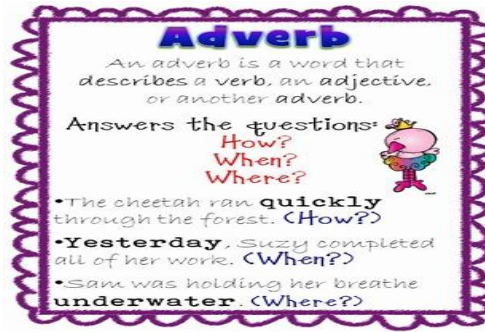 Adverb
An adverb is a word that
describes a verb, an adjective,
or another adverb.
Answers the questions:
How?
When?
Where?
•The cheetah ran quickly
through the forest. (How?)
•Yesterday, Suzy completed
all of her work. (When?)
•Sam was holding her breathe
underwater. (Where?)